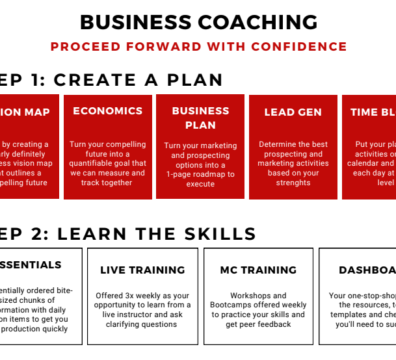 BUSINESS COACHING
PROCEED FORWARD WITH CONFIDENCE
EP 1: CREATE A PLAN
ION MAP
by creating a
rly definitely
ess vision map
at outlines a
pelling future
ECONOMICS
Turn your compelling
future into a
quantifiable goal that
we can measure and
track together
BUSINESS
PLAN
Turn your marketing
and prospecting
options into a
1-page roadmap to
execute
LEAD GEN
Determine the best
prospecting and
marketing activities
based on your
strenghts
TIME BL
Put your pl
activities o
calendar and
each day at
level
EP 2: LEARN THE SKILLS
SSENTIALS
entially ordered bite-
sized chunks of
ormation with daily
on items to get you
production quickly
LIVE TRAINING
Offered 3x weekly as your
opportunity to learn from
a live instructor and ask
clarifying questions
MC TRAINING
Workshops and
Bootcamps offered weekly
to practice your skills and
get peer feedback
DASHBOA
Your one-stop-shop
the resources, t
templates and che
you'll need to su